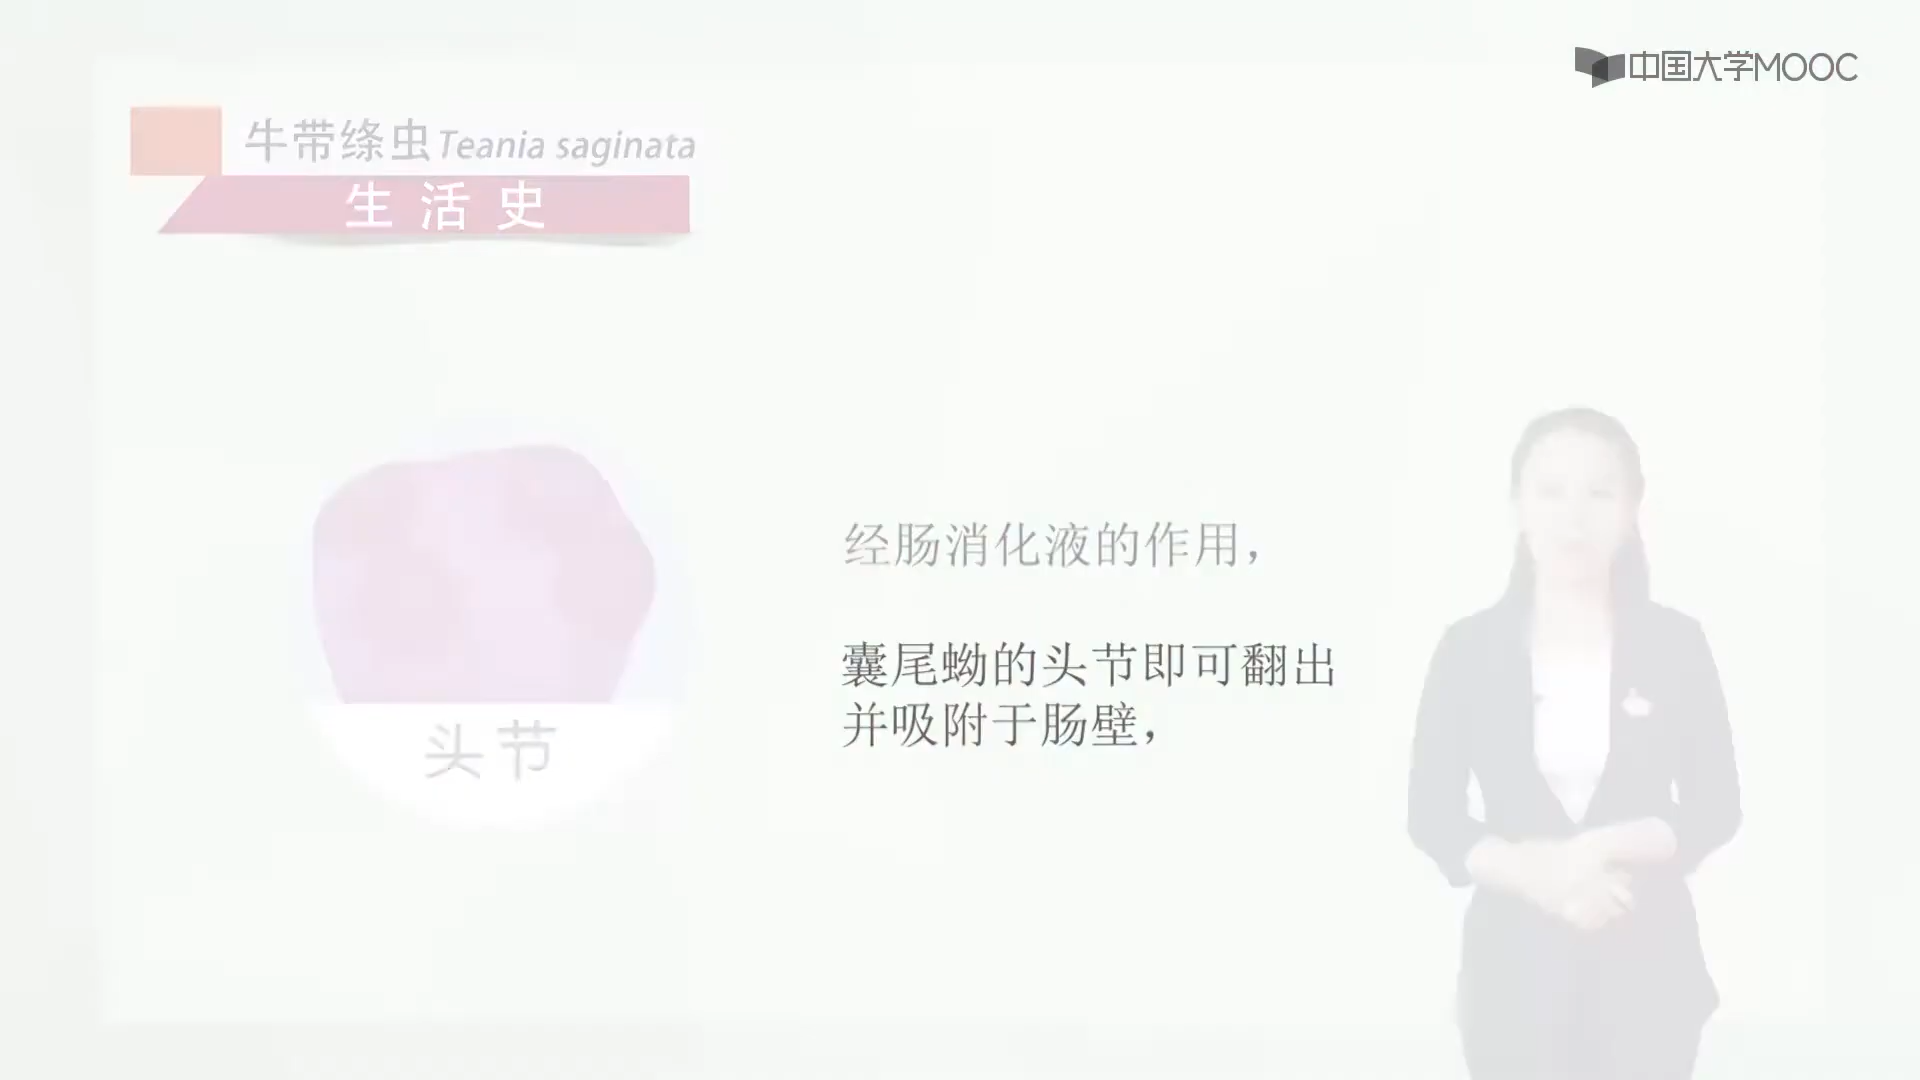 中国大学MOOC
牛带绦虫Teania saginata
生活史
经肠消化液的作用，
囊尾蚴的头节即可翻出
并吸附于肠壁，
头节